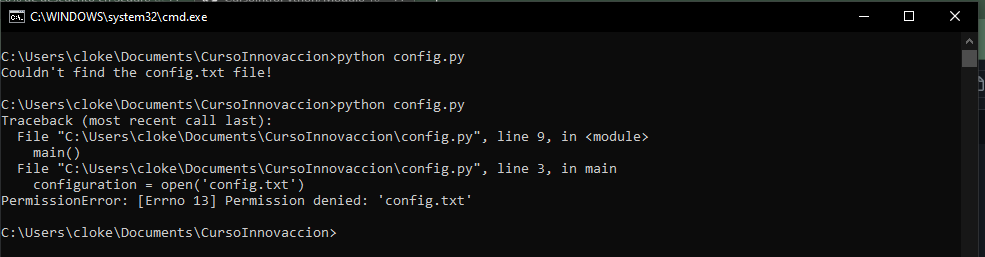 C:\WINDOWS\system32\cmd.exe
C:\Users\cloke\Documents\CursoInnovaccion>python config.py
Couldn't find the config.txt file!
C:\Users\cloke\Documents\CursoInnovaccion>python config.py
Traceback (most recent call last):
  File "C:\Users\cloke\Documents\CursoInnovaccion\config.py", line 9, in <module>
    main()
  File "C:\Users\cloke\Documents\CursoInnovaccion\config.py", line 3, in main
    configuration = open('config.txt')
PermissionError: [Errno 13] Permission denied: 'config.txt'
C:\Users\cloke\Documents\CursoInnovaccion>